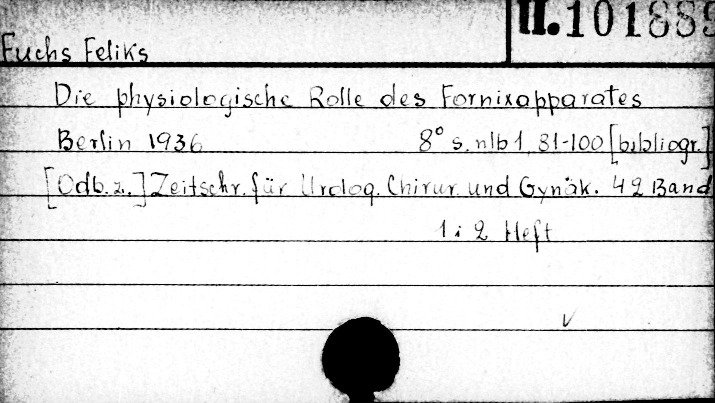 II.101889
Fuchs Feliks
Die physiologische Rolle des Fornixapparates
Berlin 1936 8° s. nlb 1, 81-100 [bibliogr.]
[Odb. z.] Zeitschr. für Urolog. Chirur. und Gynäk. 42 Band
1 i 2 Heft